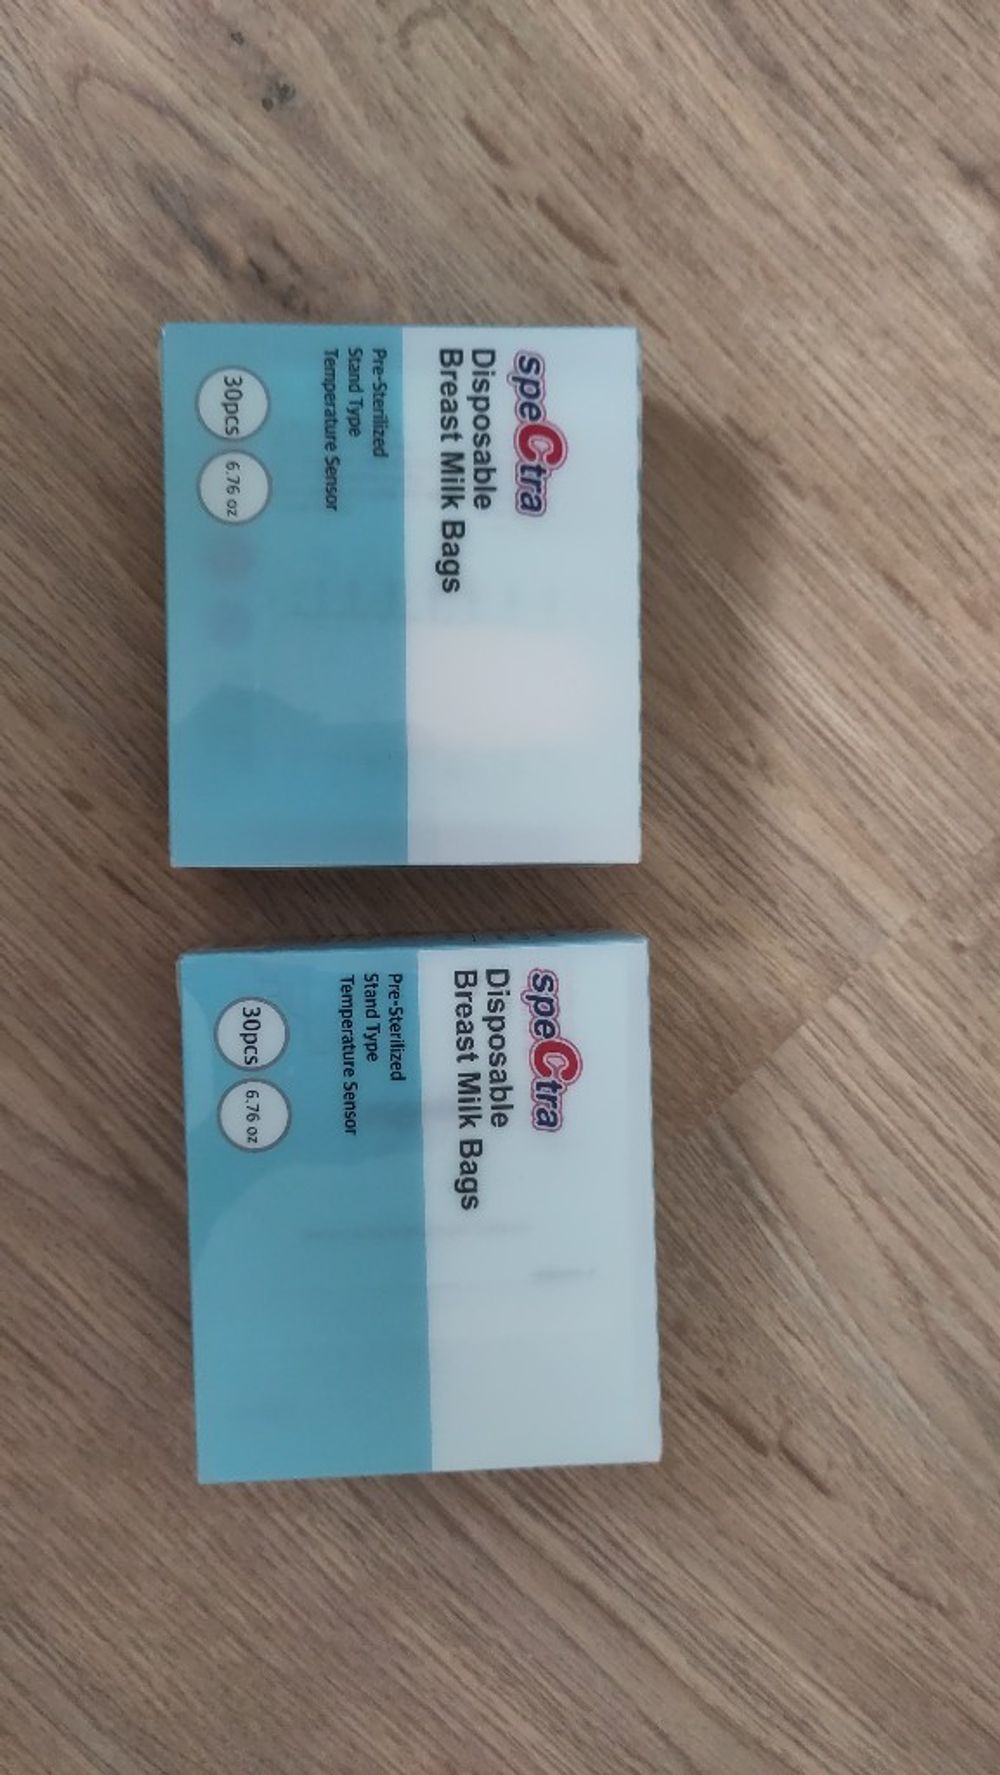 speCtra
Disposable
Breast Milk Bags
Pre-Sterilized
Stand Type
Temperature Sensor
30pcs
6.76 oz
speCtra
Disposable
Breast Milk Bags
Pre-Sterilized
Stand Type
Temperature Sensor
30pcs
6.76 oz